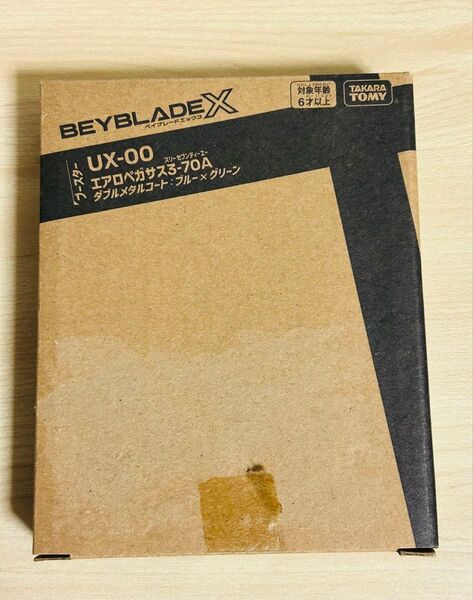 BEYBLADE X
ベイブレードエックス
対象年齢
6才以上
TAKARA
TOMY
ブースター
UX-00
スリーセブンティーエー
エアロペガサス3-70A
ダブルメタルコート:ブルー×グリーン